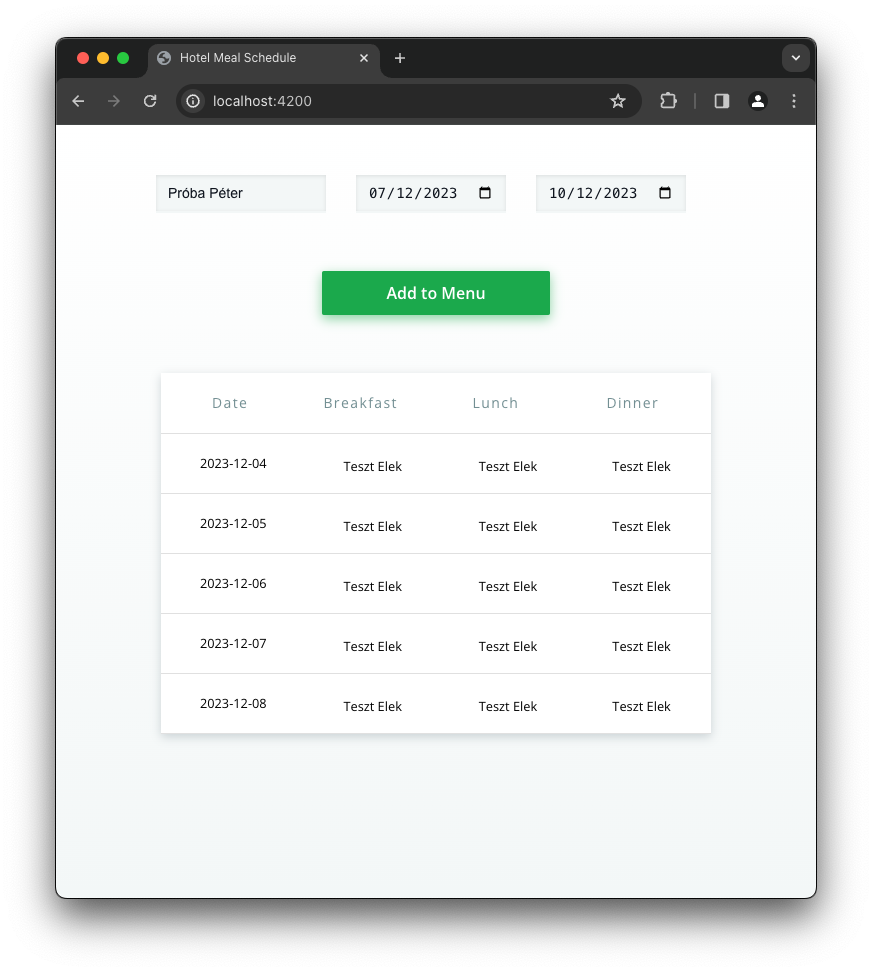 Hotel Meal Schedule
localhost:4200
Próba Péter 07/12/2023 10/12/2023
Add to Menu
Date Breakfast Lunch Dinner
2023-12-04 Teszt Elek Teszt Elek Teszt Elek
2023-12-05 Teszt Elek Teszt Elek Teszt Elek
2023-12-06 Teszt Elek Teszt Elek Teszt Elek
2023-12-07 Teszt Elek Teszt Elek Teszt Elek
2023-12-08 Teszt Elek Teszt Elek Teszt Elek